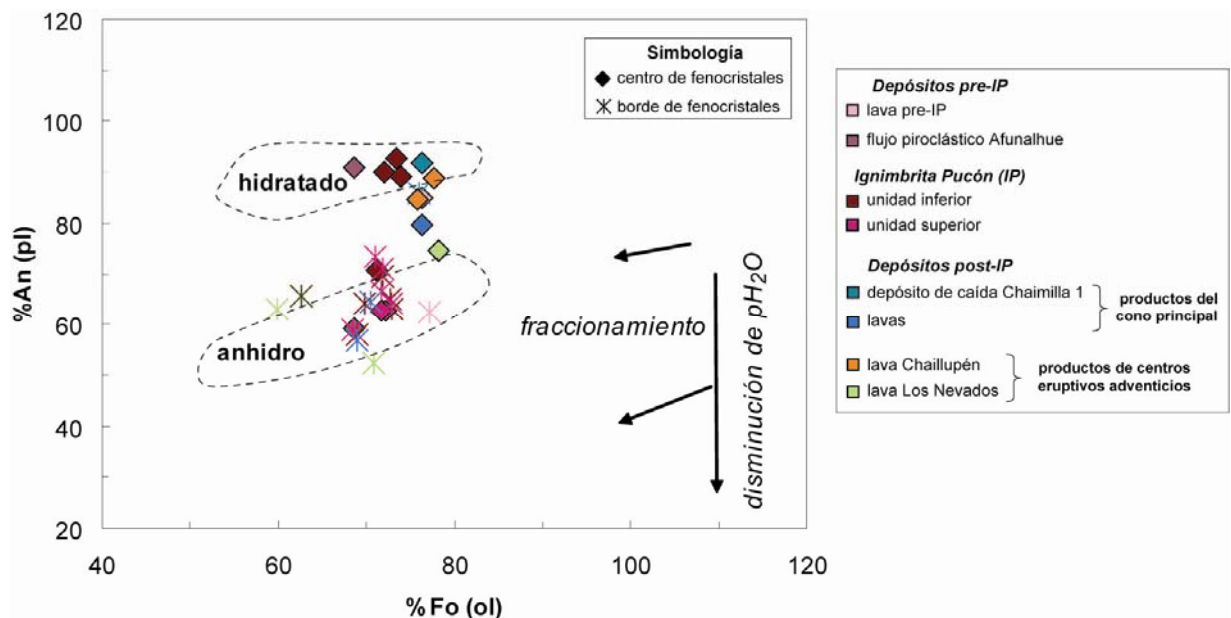 120
100
80
60
40
20
%An (pl)
40
60
80
100
120
%Fo (ol)
hidratado
anhidro
fraccionamiento
disminución de pH₂O
Simbología
centro de fenocristales
borde de fenocristales
Depósitos pre-IP
lava pre-IP
flujo piroclástico Afunalhue
Ignimbrita Pucón (IP)
unidad inferior
unidad superior
Depósitos post-IP
depósito de caída Chaimilla 1
lavas
productos del
cono principal
lava Chaillupén
lava Los Nevados
productos de centros
eruptivos adventicios